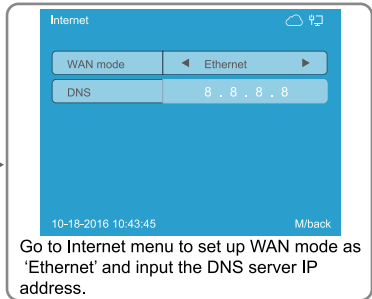 Internet
WAN mode ◀ Ethernet ▶
DNS 8 . 8 . 8 . 8
10-18-2016 10:43:45 M/back
Go to Internet menu to set up WAN mode as
'Ethernet' and input the DNS server IP
address.